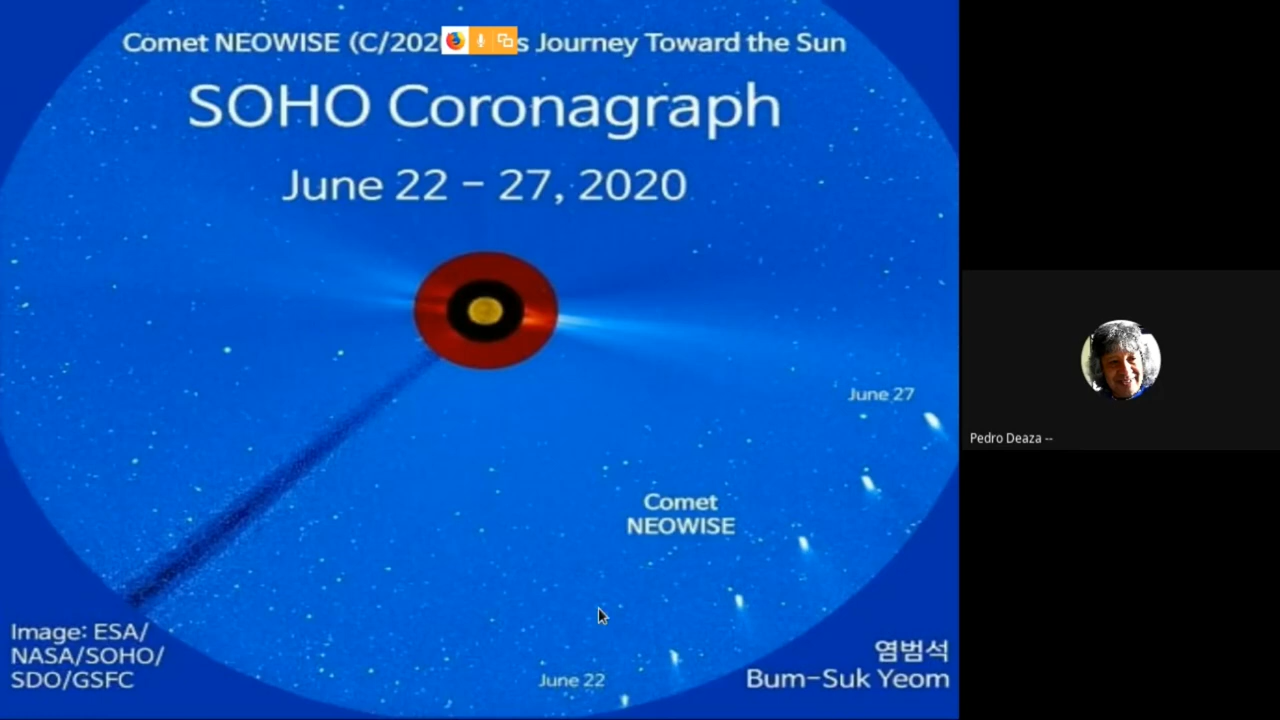 Comet NEOWISE (C/202 s Journey Toward the Sun
SOHO Coronagraph
June 22 - 27, 2020
June 27
Comet
NEOWISE
June 22
Image: ESA/
NASA/SOHO/
SDO/GSFC
염범석
Bum-Suk Yeom
Pedro Deaza --